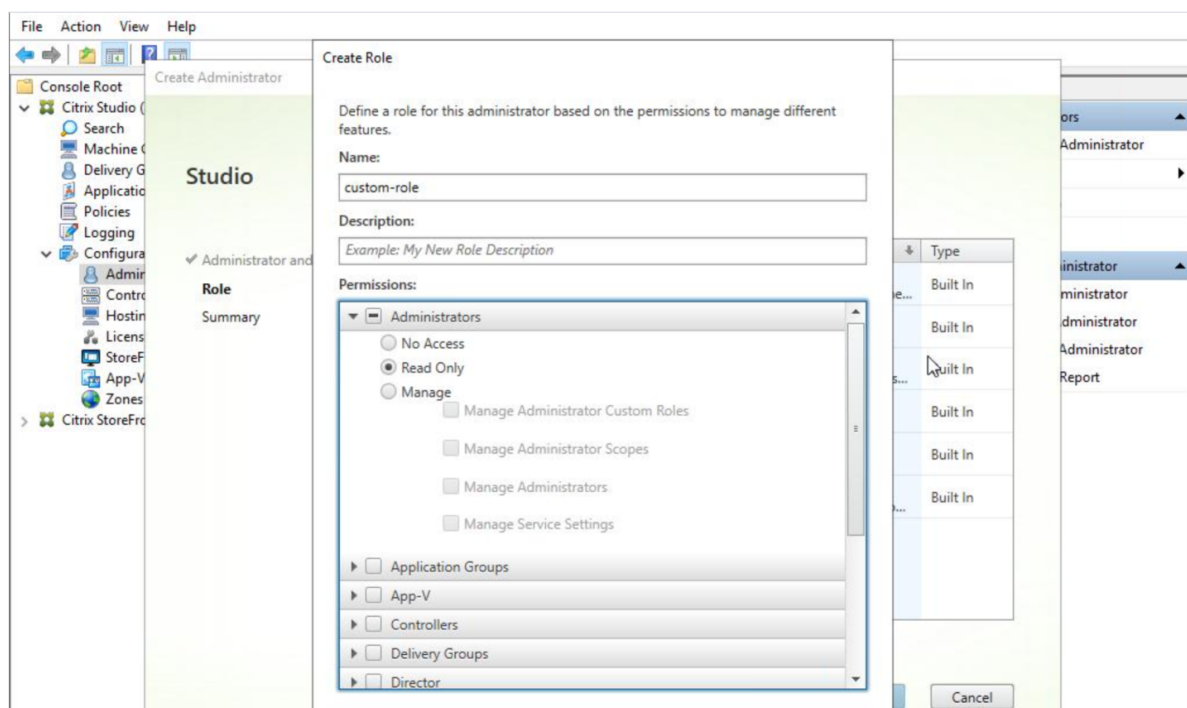 File Action View Help
Create Role
Console Root
Create Administrator
Citrix Studio (
Search
Machine
Delivery G
Applicatio
Policies
Logging
Configura
Admir
Contro
Hostin
Licens
StoreF
App-V
Zones
Citrix StoreFro
Studio
Administrator and
Role
Summary
Define a role for this administrator based on the permissions to manage different
features.
Name:
custom-role
Description:
Example: My New Role Description
Permissions:
Administrators
No Access
Read Only
Manage
Manage Administrator Custom Roles
Manage Administrator Scopes
Manage Administrators
Manage Service Settings
Application Groups
App-V
Controllers
Delivery Groups
Director
Type
e... Built In
Built In
s... Built In
Built In
Built In
Built In
Cancel
ors
Administrator
inistrator
ministrator
dministrator
Administrator
Report